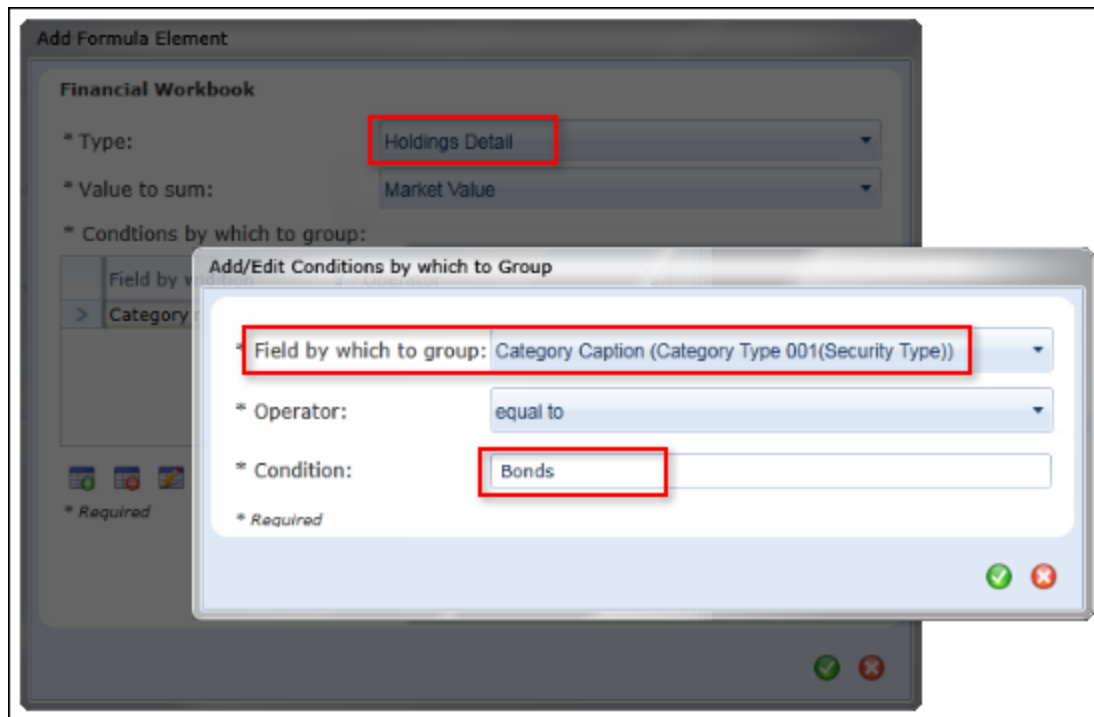 Add Formula Element
Financial Workbook
* Type: Holdings Detail
* Value to sum: Market Value
* Condtions by which to group:
Field by Operator
> Category
* Required
Add/Edit Conditions by which to Group
* Field by which to group: Category Caption (Category Type 001(Security Type))
* Operator: equal to
* Condition: Bonds
* Required